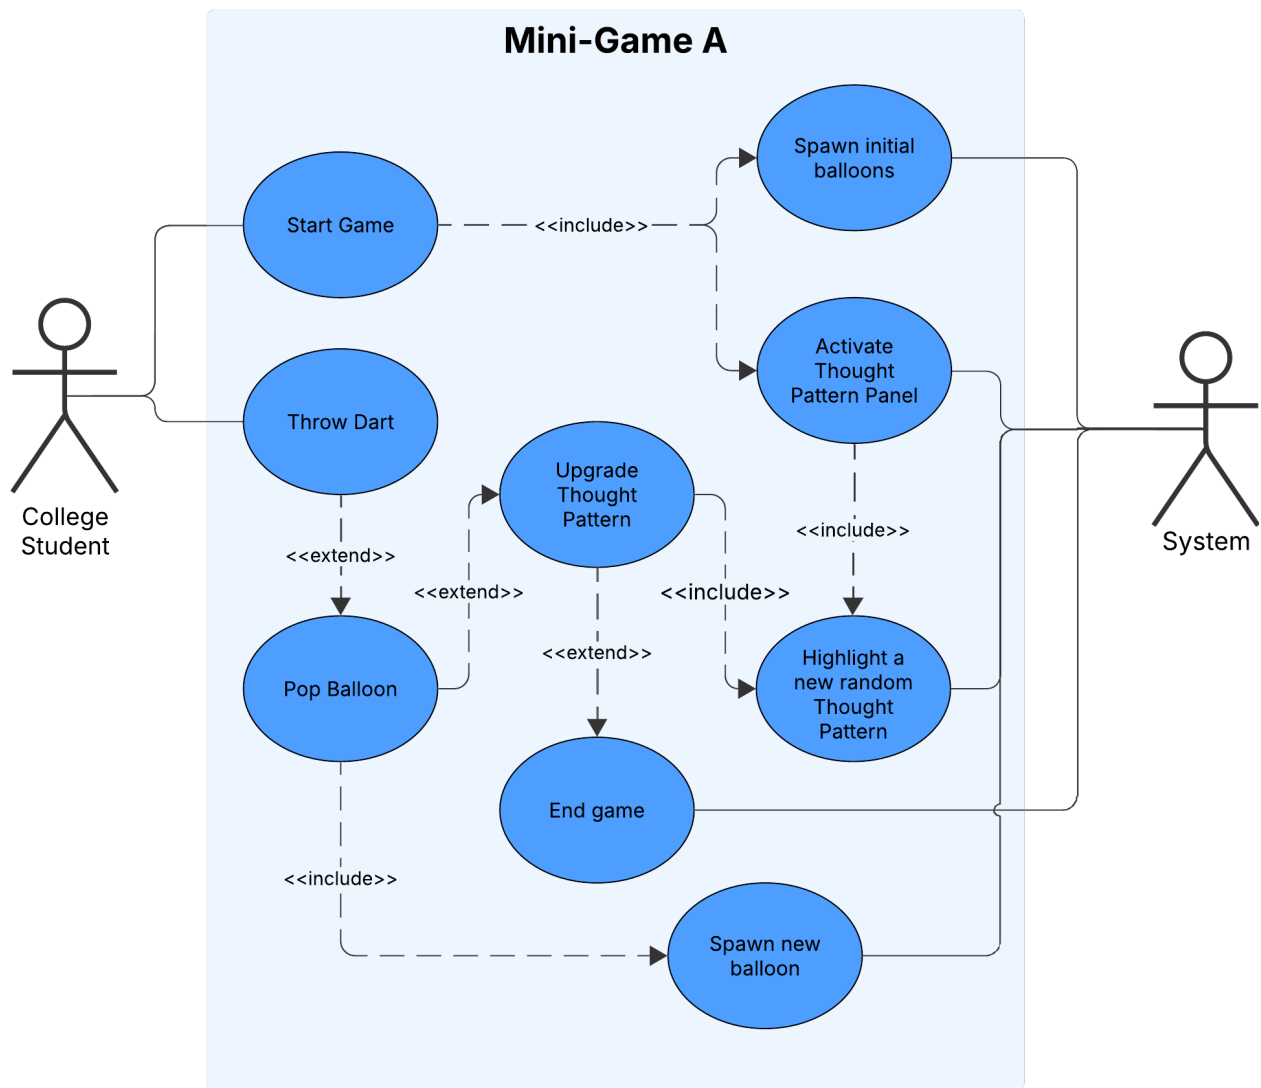 Mini-Game A
Spawn initial
balloons
Start Game
<<include>>
Activate
Thought
Pattern Panel
Throw Dart
Upgrade
Thought
Pattern
College
Student
System
<<include>>
<<extend>>
<<extend>>
<<include>>
<<extend>>
Highlight a
new random
Thought
Pattern
Pop Balloon
End game
<<include>>
Spawn new
balloon